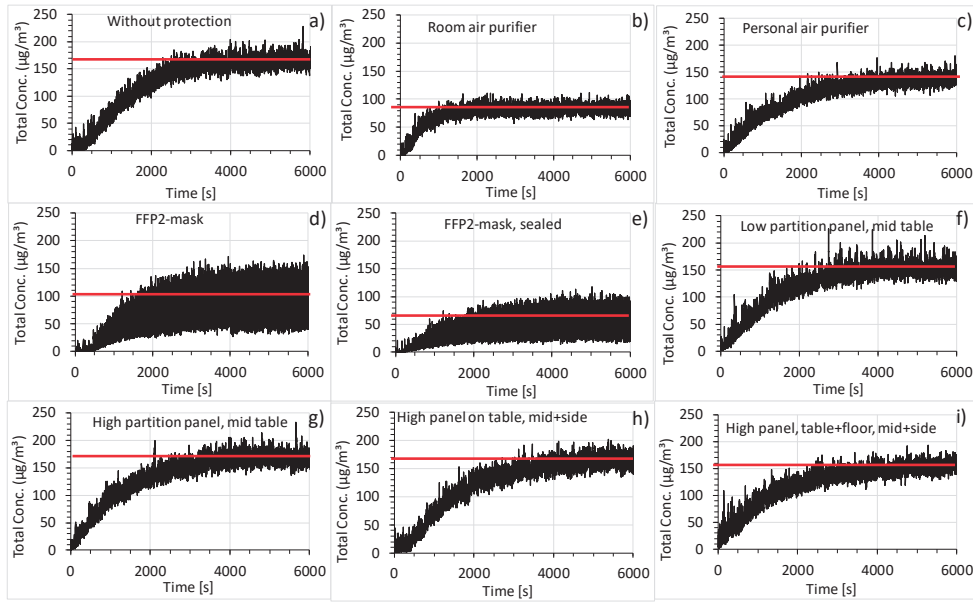 Without protection
a)
Total Conc. (µg/m³)
250
200
150
100
50
0
0 2000 4000 6000
Time [s]
Room air purifier
b)
Total Conc. (µg/m³)
250
200
150
100
50
0
0 2000 4000 6000
Time [s]
Personal air purifier
c)
Total Conc. (µg/m³)
250
200
150
100
50
0
0 2000 4000 6000
Time [s]
FFP2-mask
d)
Total Conc. (µg/m³)
250
200
150
100
50
0
0 2000 4000 6000
Time [s]
FFP2-mask, sealed
e)
Total Conc. (µg/m³)
250
200
150
100
50
0
0 2000 4000 6000
Time [s]
Low partition panel, mid table
f)
Total Conc. (µg/m³)
250
200
150
100
50
0
0 2000 4000 6000
Time [s]
High partition panel, mid table
g)
Total Conc. (µg/m³)
250
200
150
100
50
0
0 2000 4000 6000
Time [s]
High panel on table, mid+side
h)
Total Conc. (µg/m³)
250
200
150
100
50
0
0 2000 4000 6000
Time [s]
High panel, table+floor, mid+side
i)
Total Conc. (µg/m³)
250
200
150
100
50
0
0 2000 4000 6000
Time [s]